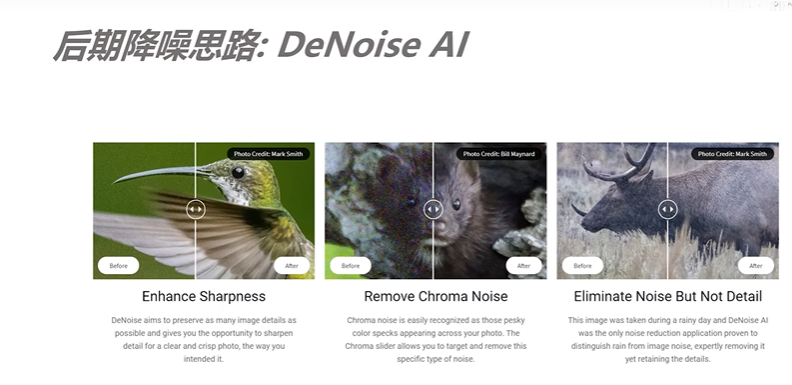 后期降噪思路: DeNoise AI
Photo Credit: Mark Smith
Before
After
Enhance Sharpness
DeNoise aims to preserve as many image details as
possible and gives you the opportunity to sharpen
detail for a clear and crisp photo, the way you
intended it.
Photo Credit: Bill Maynard
Before
After
Remove Chroma Noise
Chroma noise is easily recognized as those pesky
color specks appearing across your photo. The
Chroma slider allows you to target and remove this
specific type of noise.
Photo Credit: Mark Smith
Before
After
Eliminate Noise But Not Detail
This image was taken during a rainy day and DeNoise AI
was the only noise reduction application proven to
distinguish rain from image noise, expertly removing it
yet retaining the details.